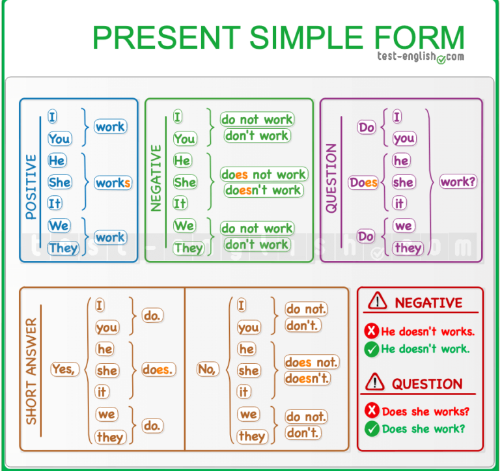 PRESENT SIMPLE FORM
test-english.com
POSITIVE
I
You
work
He
She
It
works
We
They
work
NEGATIVE
I
You
do not work
don't work
He
She
It
does not work
doesn't work
We
They
do not work
don't work
QUESTION
Do
I
you
Does
he
she
it
Do
we
they
work?
test-english.com
SHORT ANSWER
Yes,
I
you
do.
he
she
it
does.
we
they
do.
No,
I
you
do not.
don't.
he
she
it
does not.
doesn't.
we
they
do not.
don't.
NEGATIVE
He doesn't works.
He doesn't work.
QUESTION
Does she works?
Does she work?